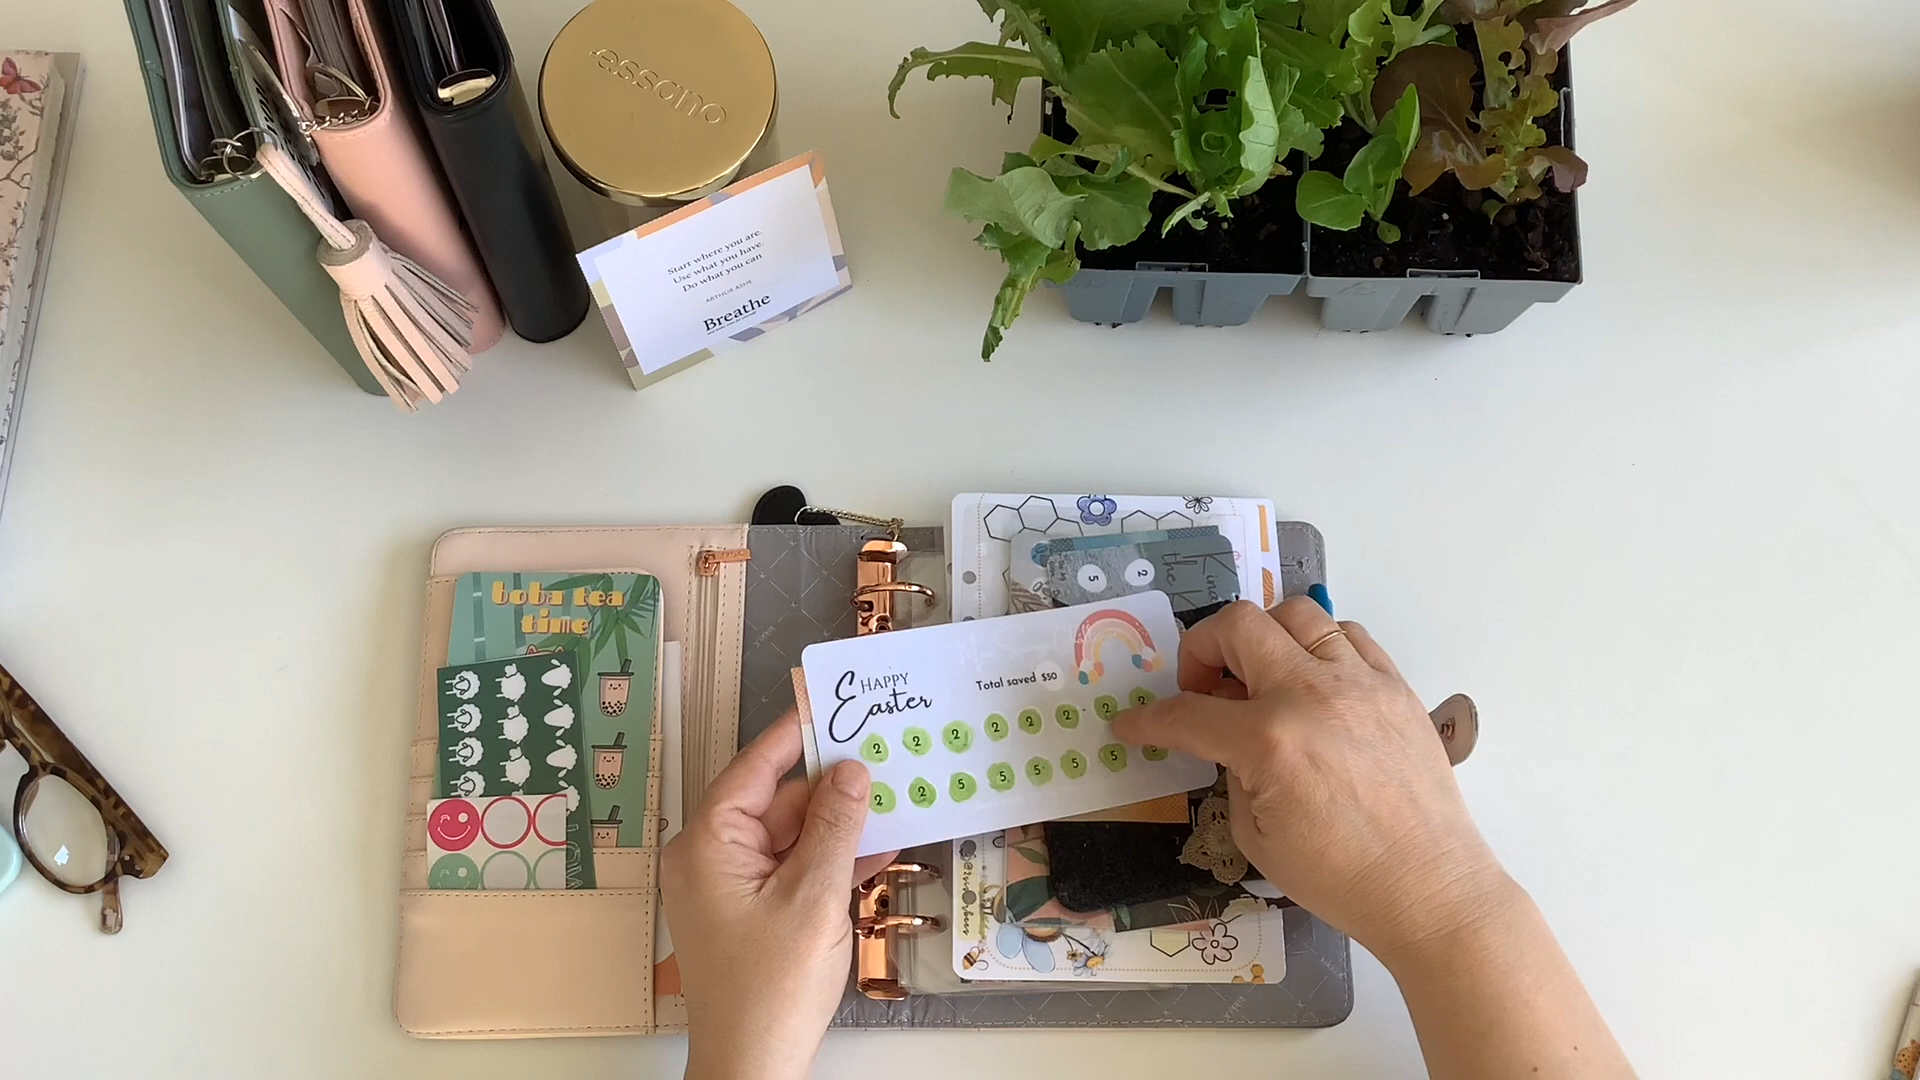 essano
Start where you are.
Use what you have.
Do what you can
ARTHUR ASHE
Breathe
boba tea
time
5 2
the
HAPPY
Easter
Total saved $50
2 2 2 2 2 2 2 2
2 2 5 5 5 5 5 5